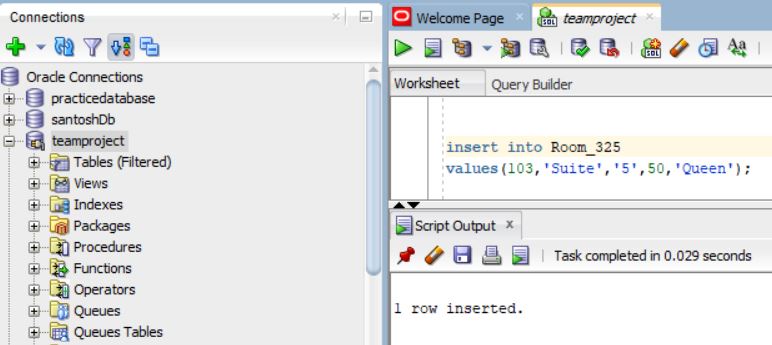 Connections
Oracle Connections
practicedatabase
santoshDb
teamproject
Tables (Filtered)
Views
Indexes
Packages
Procedures
Functions
Operators
Queues
Queues Tables
Welcome Page
teamproject
Worksheet
Query Builder
insert into Room_325
values(103,'Suite','5',50,'Queen');
Script Output
Task completed in 0.029 seconds
1 row inserted.